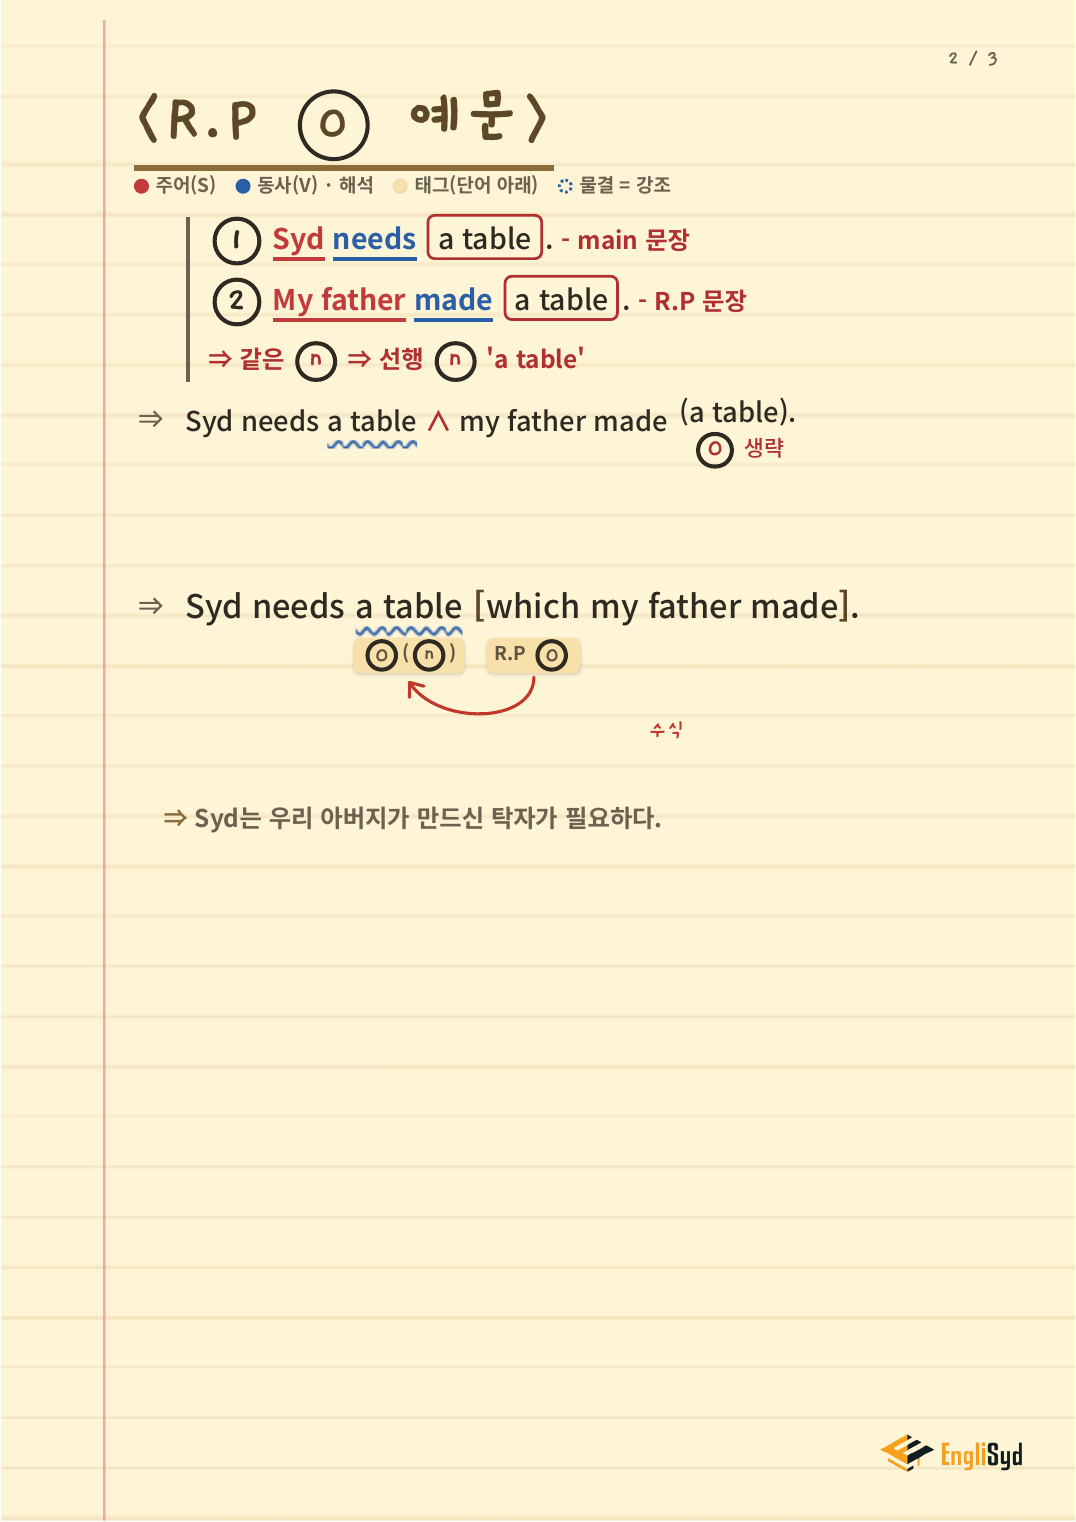 2 / 3
〈R.P Ⓞ 예문〉
주어(S) 동사(V) · 해석 태그(단어 아래) 물결 = 강조
① Syd needs a table . - main 문장
② My father made a table . - R.P 문장
⇒ 같은 ⓝ ⇒ 선행 ⓝ 'a table'
⇒ Syd needs a table ∧ my father made (a table).
Ⓞ 생략
⇒ Syd needs a table [which my father made].
Ⓞ(ⓝ) R.P Ⓞ
수식
⇒ Syd는 우리 아버지가 만드신 탁자가 필요하다.
EngliSyd